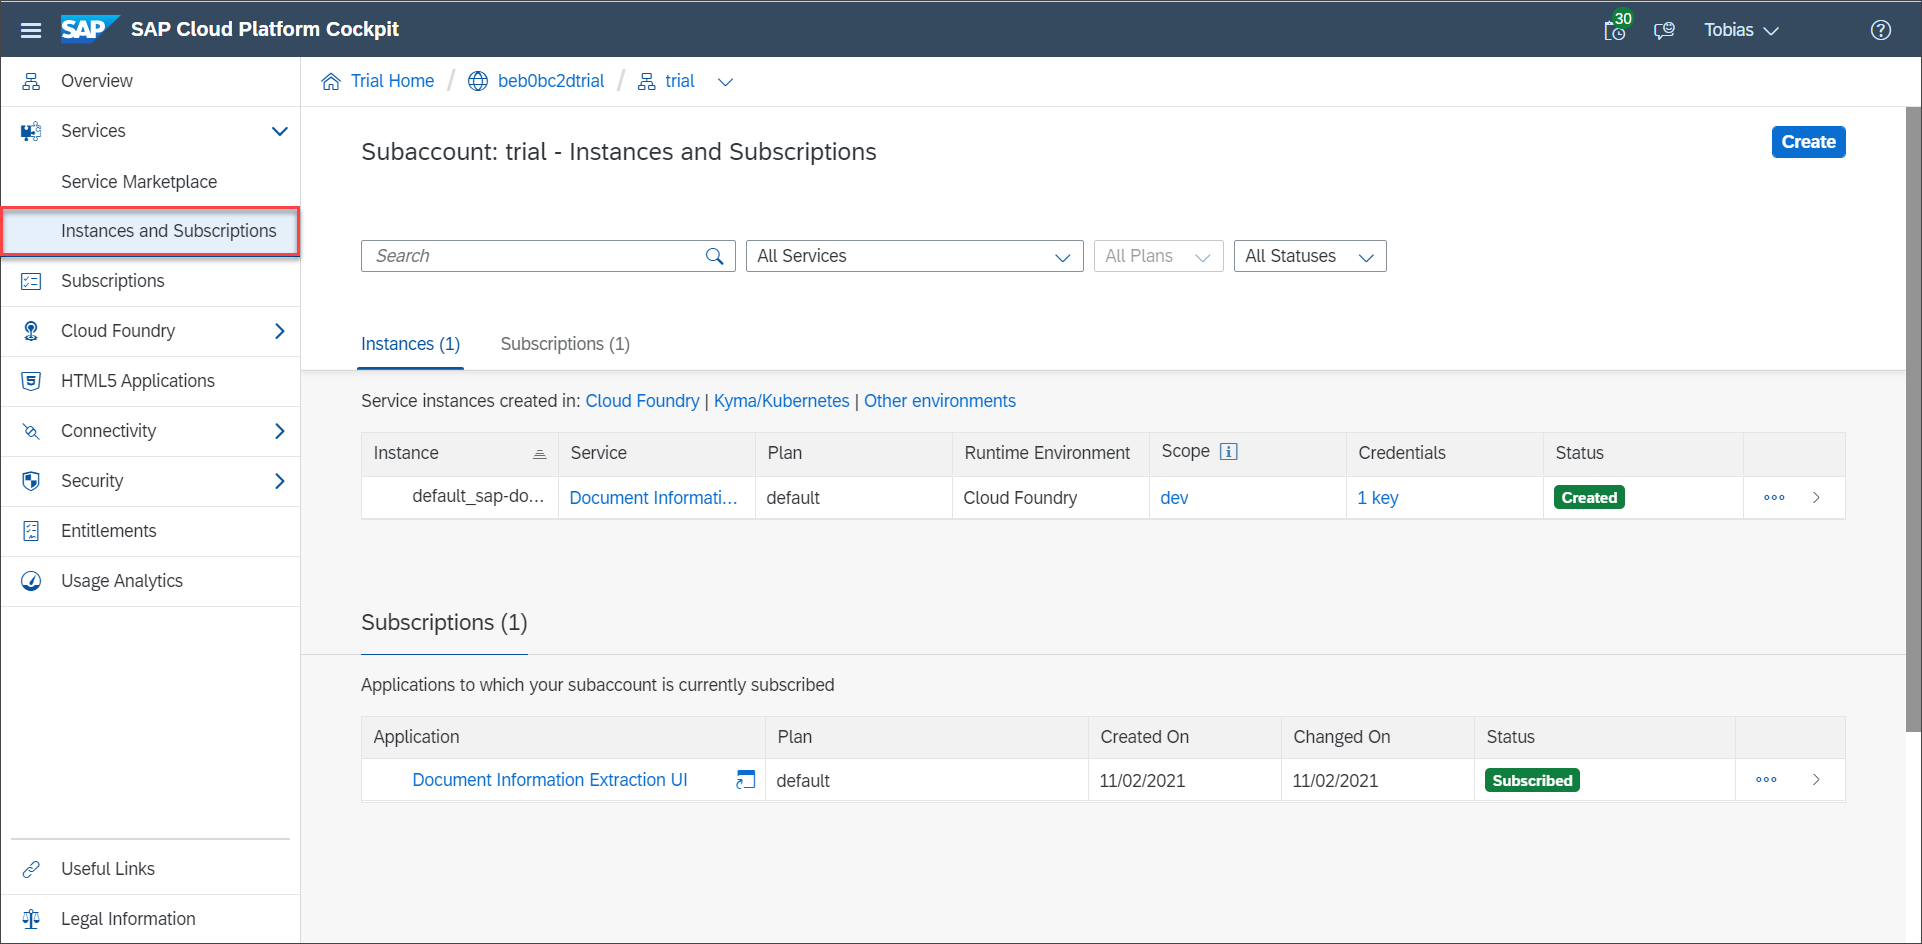 SAP SAP Cloud Platform Cockpit 30 Tobias
Overview
Services
Service Marketplace
Instances and Subscriptions
Subscriptions
Cloud Foundry
HTML5 Applications
Connectivity
Security
Entitlements
Usage Analytics
Useful Links
Legal Information
Trial Home / beb0bc2dtrial / trial
Subaccount: trial - Instances and Subscriptions Create
Search All Services All Plans All Statuses
Instances (1) Subscriptions (1)
Service instances created in: Cloud Foundry | Kyma/Kubernetes | Other environments
Instance Service Plan Runtime Environment Scope Credentials Status
default_sap-do... Document Informati... default Cloud Foundry dev 1 key Created
Subscriptions (1)
Applications to which your subaccount is currently subscribed
Application Plan Created On Changed On Status
Document Information Extraction UI default 11/02/2021 11/02/2021 Subscribed